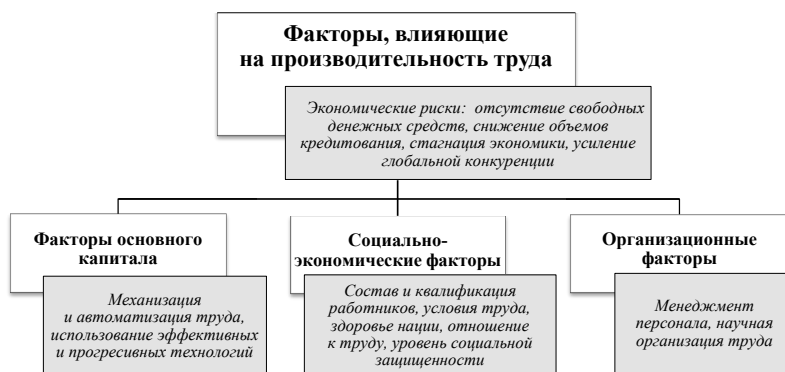 Факторы, влияющие
на производительность труда
Экономические риски: отсутствие свободных
денежных средств, снижение объемов
кредитования, стагнация экономики, усиление
глобальной конкуренции
Факторы основного
капитала
Механизация
и автоматизация труда,
использование эффективных
и прогресивных технологий
Социально-
экономические факторы
Состав и квалификация
работников, условия труда,
здоровье нации, отношение
к труду, уровень социальной
защищенности
Организационные
факторы
Менеджмент
персонала, научная
организация труда